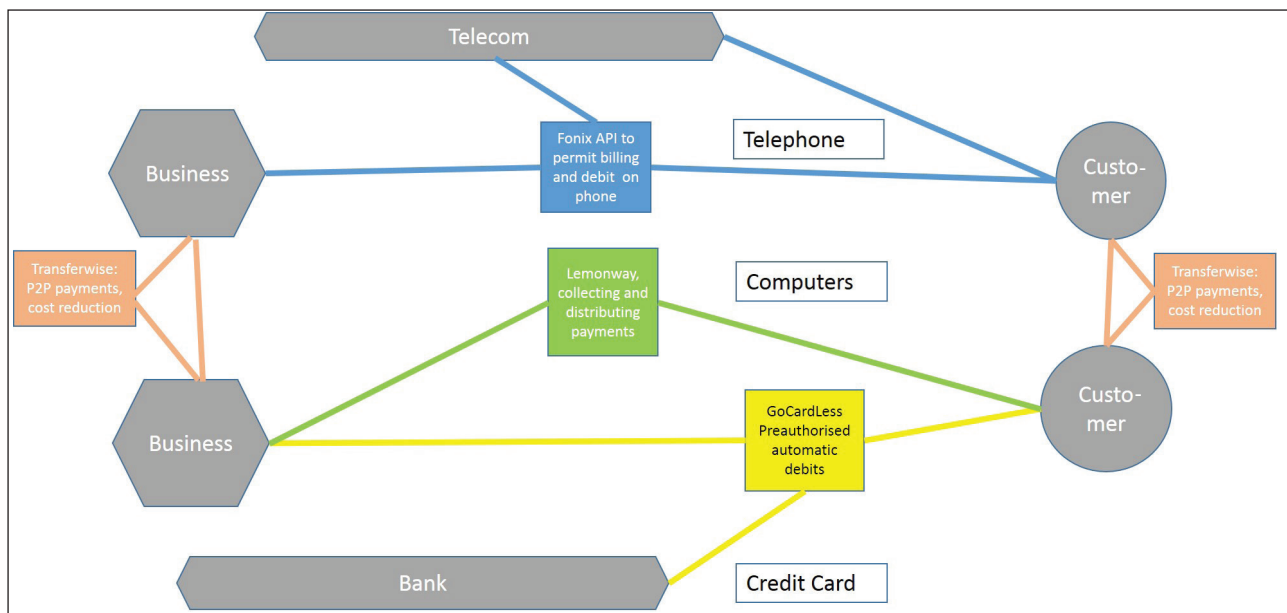 Telecom
Fonix API to
permit billing
and debit on
phone
Telephone
Business
Custo-
mer
Transferwise:
P2P payments,
cost reduction
Lemonway,
collecting and
distributing
payments
Computers
Transferwise:
P2P payments,
cost reduction
Business
GoCardLess
Preauthorised
automatic
debits
Custo-
mer
Bank
Credit Card